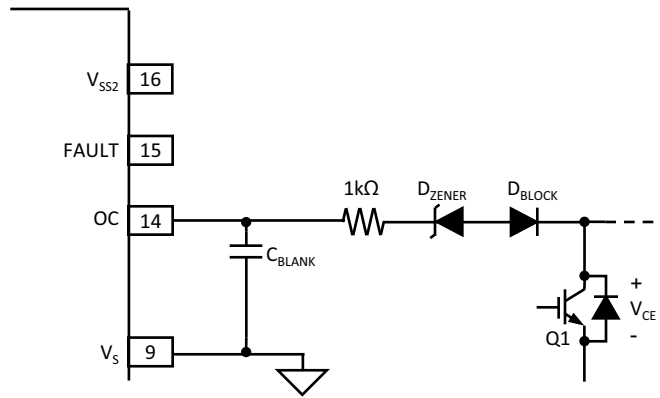 V_SS2 16
FAULT 15
OC 14
1kΩ D_ZENER D_BLOCK
C_BLANK
V_S 9
+
V_CE
-
Q1